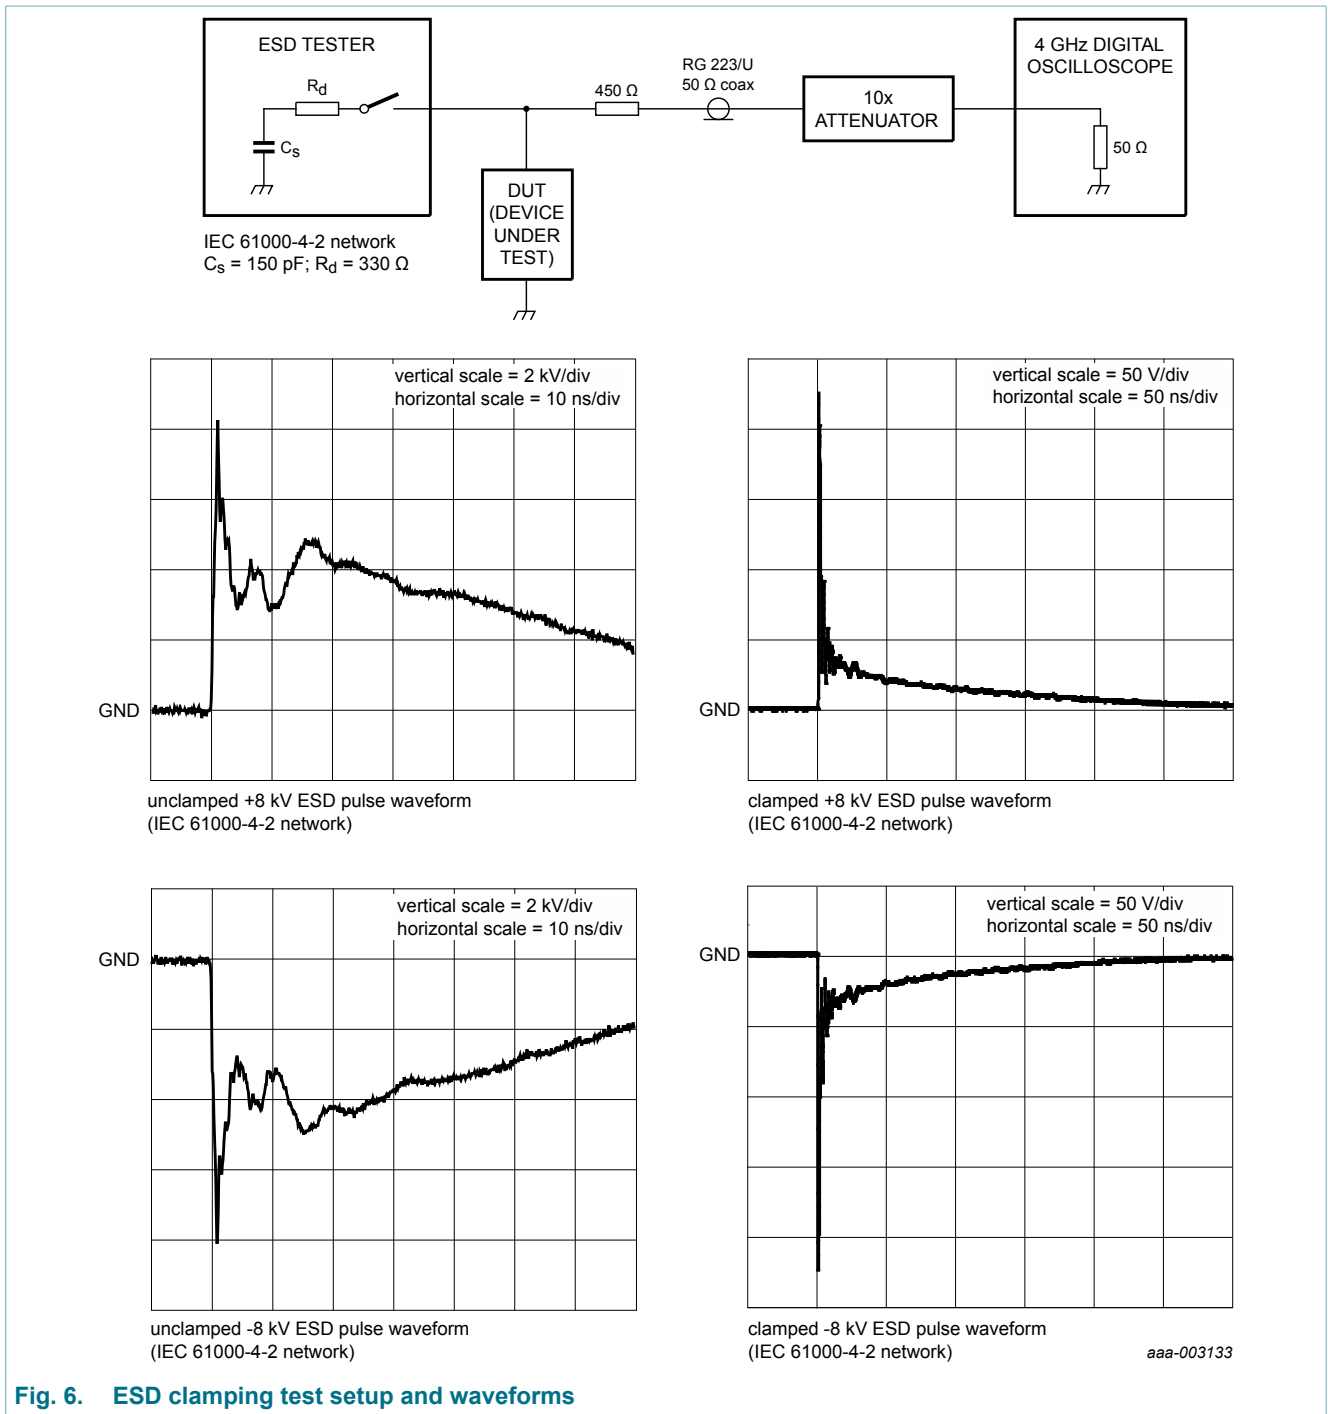 ESD TESTER
Rd
Cs
IEC 61000-4-2 network
Cs = 150 pF; Rd = 330 Ω
DUT
(DEVICE
UNDER
TEST)
450 Ω
RG 223/U
50 Ω coax
10x
ATTENUATOR
4 GHz DIGITAL
OSCILLOSCOPE
50 Ω
vertical scale = 2 kV/div
horizontal scale = 10 ns/div
GND
unclamped +8 kV ESD pulse waveform
(IEC 61000-4-2 network)
vertical scale = 50 V/div
horizontal scale = 50 ns/div
GND
clamped +8 kV ESD pulse waveform
(IEC 61000-4-2 network)
vertical scale = 2 kV/div
horizontal scale = 10 ns/div
GND
unclamped -8 kV ESD pulse waveform
(IEC 61000-4-2 network)
vertical scale = 50 V/div
horizontal scale = 50 ns/div
GND
clamped -8 kV ESD pulse waveform
(IEC 61000-4-2 network)
aaa-003133
Fig. 6. ESD clamping test setup and waveforms